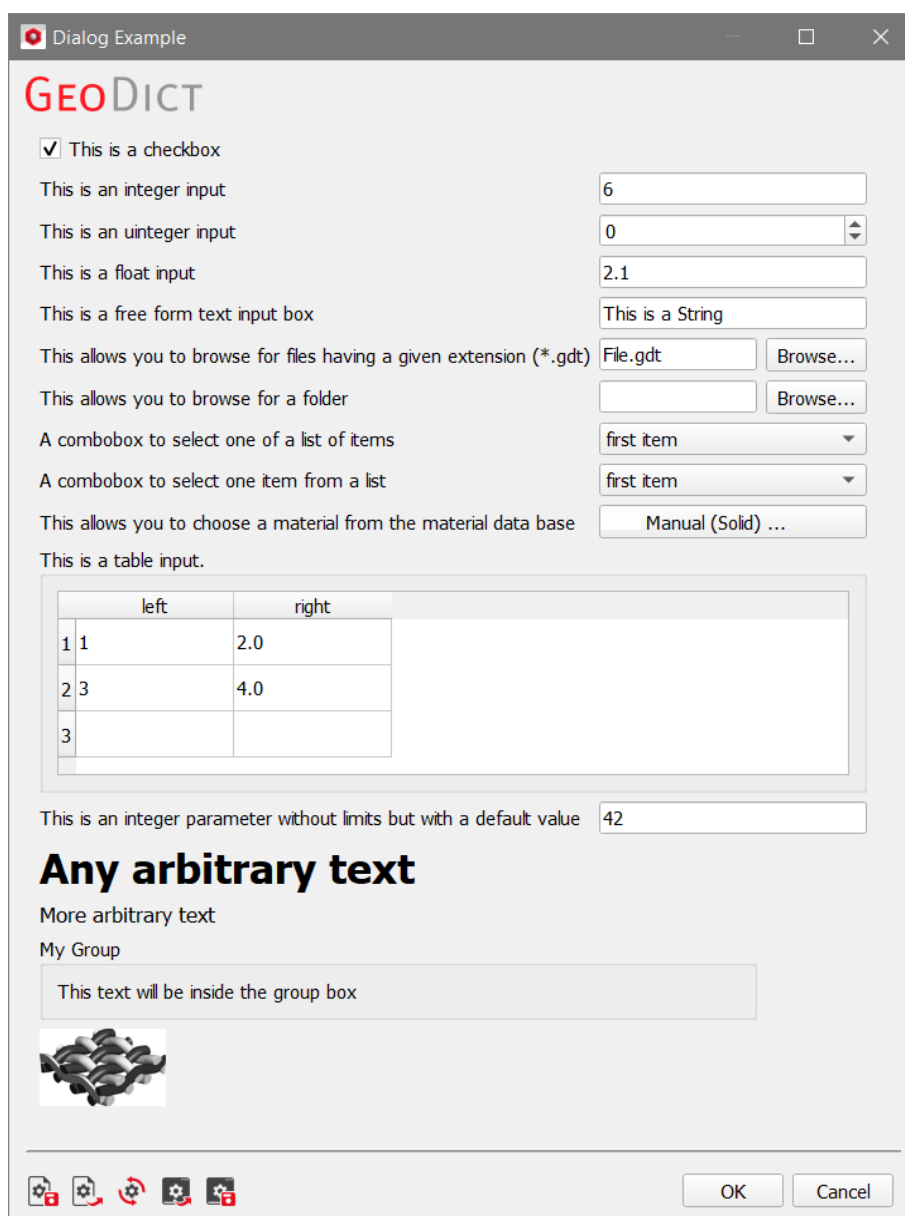 Dialog Example
GEODICT
This is a checkbox
This is an integer input 6
This is an uinteger input 0
This is a float input 2.1
This is a free form text input box This is a String
This allows you to browse for files having a given extension (*.gdt) File.gdt Browse...
This allows you to browse for a folder Browse...
A combobox to select one of a list of items first item
A combobox to select one item from a list first item
This allows you to choose a material from the material data base Manual (Solid) ...
This is a table input.
left right
1 1 2.0
2 3 4.0
3
This is an integer parameter without limits but with a default value 42
Any arbitrary text
More arbitrary text
My Group
This text will be inside the group box
OK Cancel